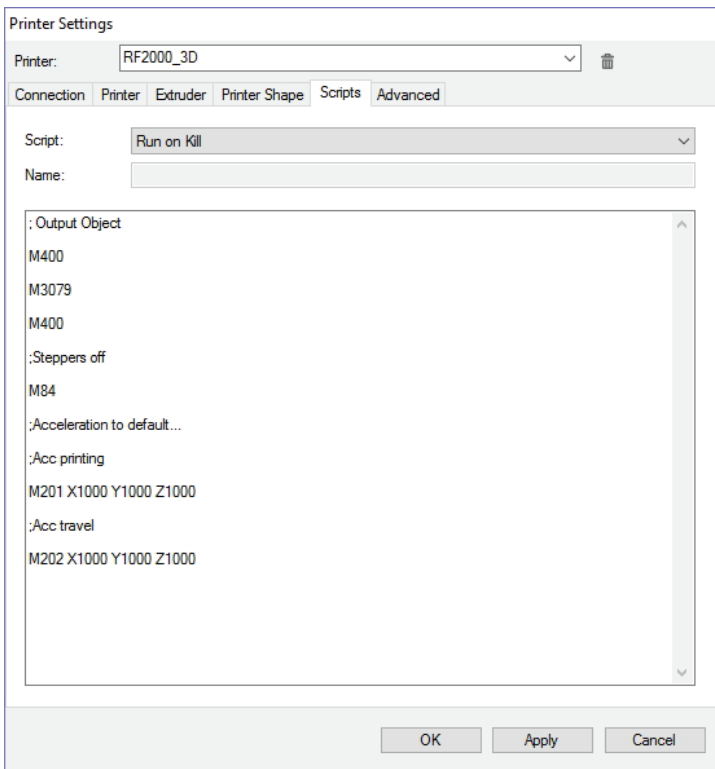 Printer Settings
Printer: RF2000_3D
Connection Printer Extruder Printer Shape Scripts Advanced
Script: Run on Kill
Name:
; Output Object
M400
M3079
M400
;Steppers off
M84
;Acceleration to default...
;Acc printing
M201 X1000 Y1000 Z1000
;Acc travel
M202 X1000 Y1000 Z1000
OK Apply Cancel